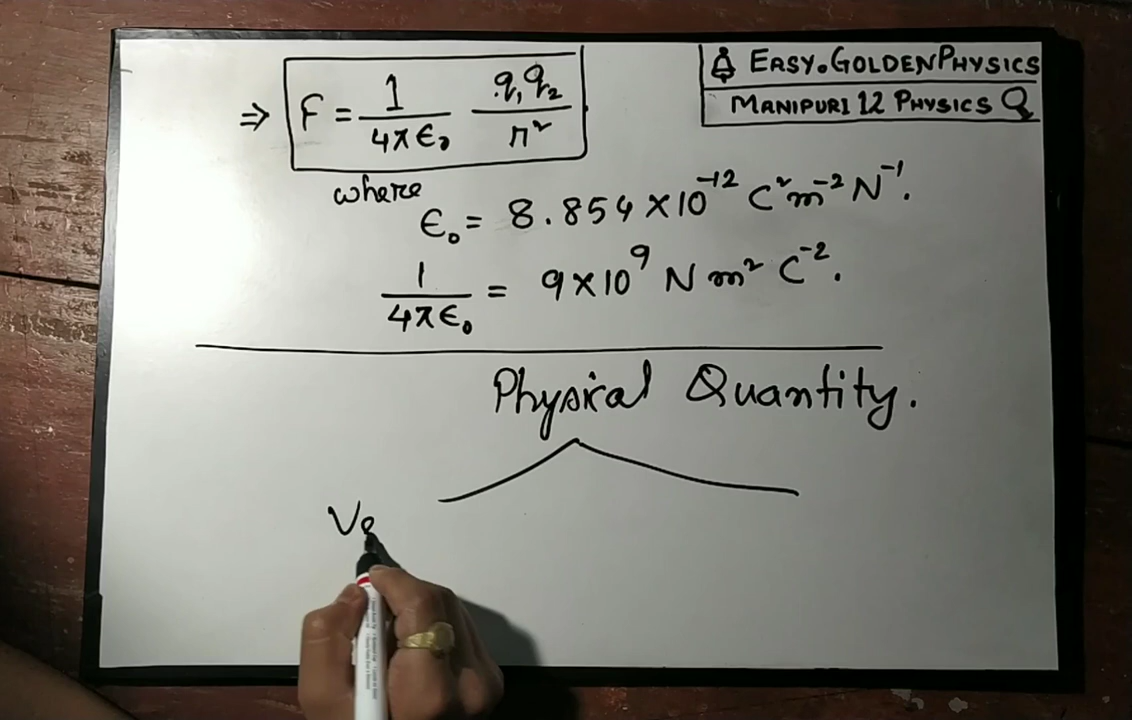 ⇒ F = 1/4πε₀ q₁q₂/r²
EASY.GOLDENPHYSICS
MANIPURI 12 PHYSICS
where
ε₀ = 8.854 × 10⁻¹² C² m⁻² N⁻¹.
1/4πε₀ = 9 × 10⁹ N m² C⁻².
Physical Quantity.
Ve